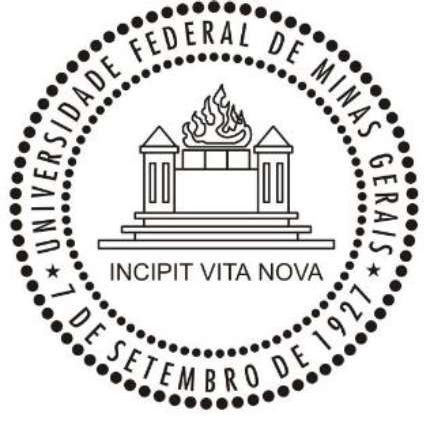 UNIVERSIDADE FEDERAL DE MINAS GERAIS
INCIPIT VITA NOVA
★ 7 DE SETEMBRO DE 1927 ★